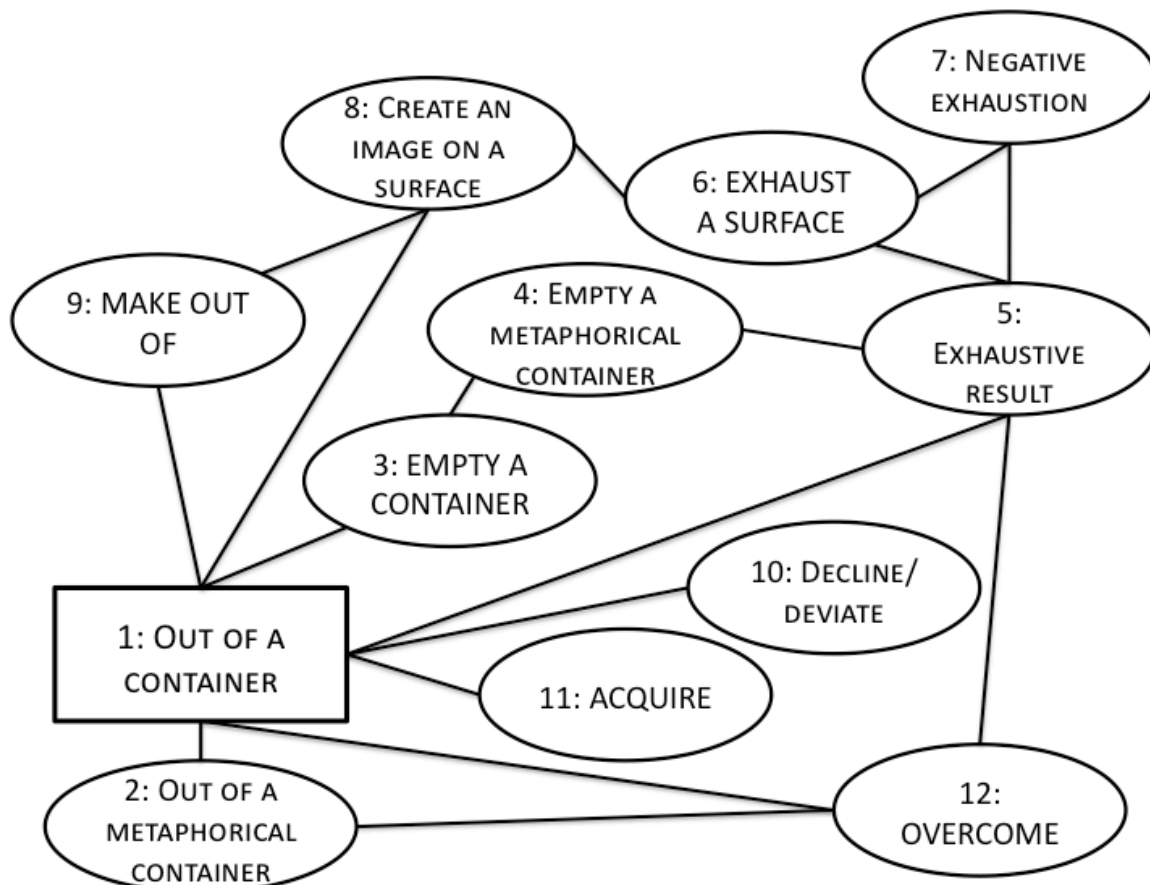 7: NEGATIVE
EXHAUSTION
8: CREATE AN
IMAGE ON A
SURFACE
6: EXHAUST
A SURFACE
9: MAKE OUT
OF
4: EMPTY A
METAPHORICAL
CONTAINER
5:
EXHAUSTIVE
RESULT
3: EMPTY A
CONTAINER
10: DECLINE/
DEVIATE
1: OUT OF A
CONTAINER
11: ACQUIRE
2: OUT OF A
METAPHORICAL
CONTAINER
12:
OVERCOME